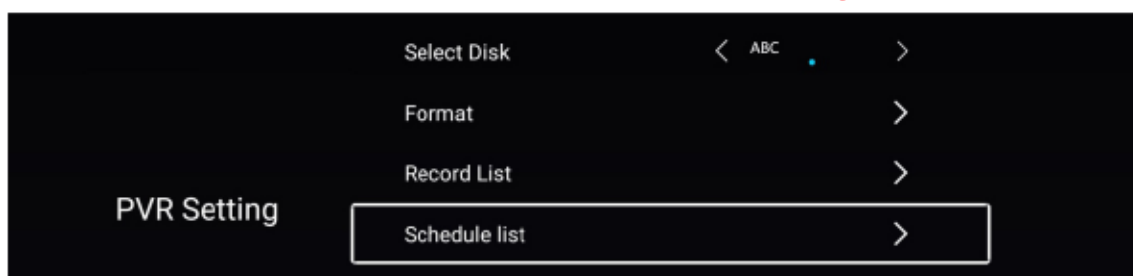 Select Disk ABC
Format
Record List
PVR Setting
Schedule list